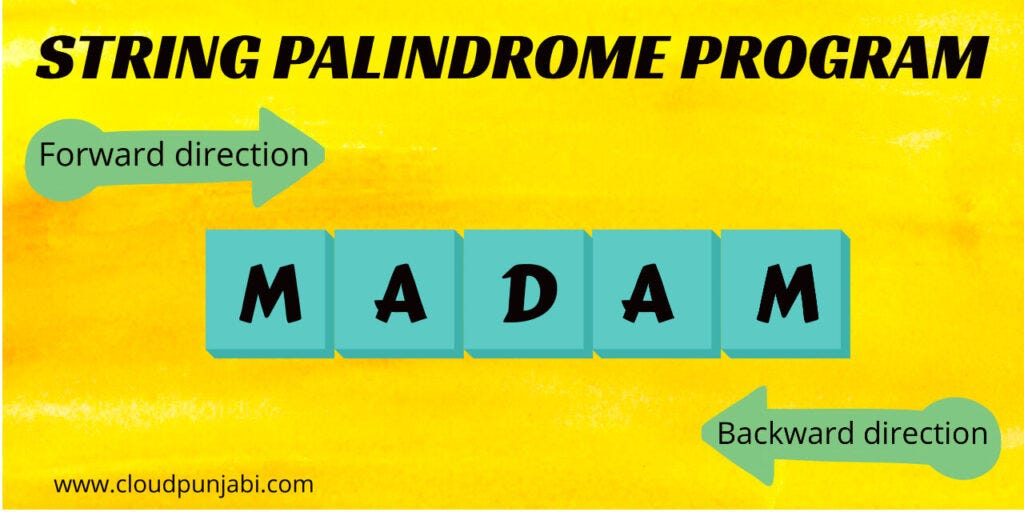 STRING PALINDROME PROGRAM
Forward direction
M A D A M
Backward direction
www.cloudpunjabi.com